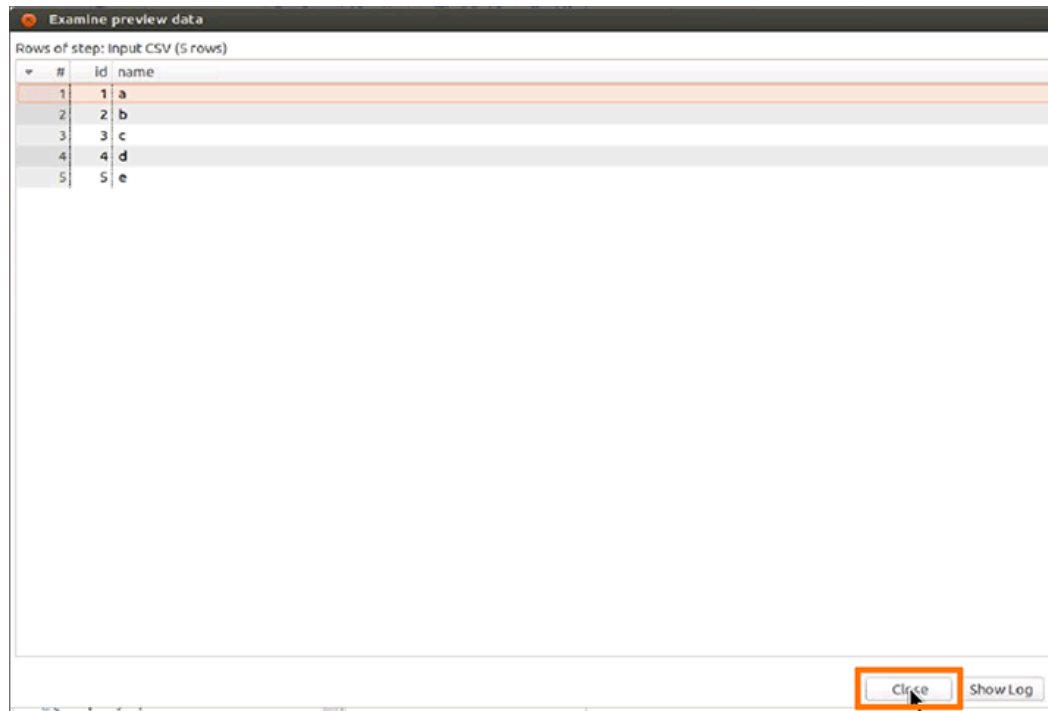 Examine preview data
Rows of step: Input CSV (5 rows)
# id name
1 1 a
2 2 b
3 3 c
4 4 d
5 5 e
Close Show Log